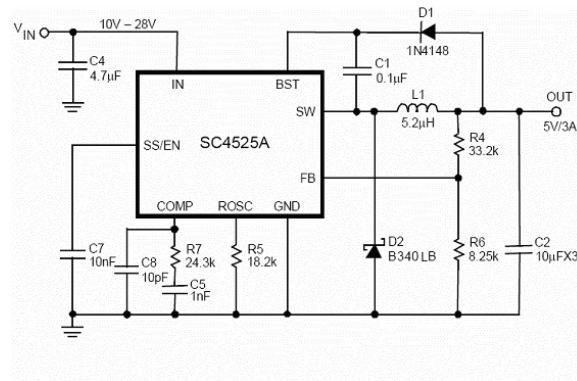 V IN
10V – 28V
D1
1N4148
C4
4.7µF
C1
0.1µF
IN
BST
OUT
SW
L1
5.2µH
5V/3A
SS/EN
SC4525A
R4
33.2k
FB
COMP
ROSC
GND
C7
10nF
C8
10pF
R7
24.3k
C5
1nF
R5
18.2k
D2
B340LB
R6
8.25k
C2
10µFX3